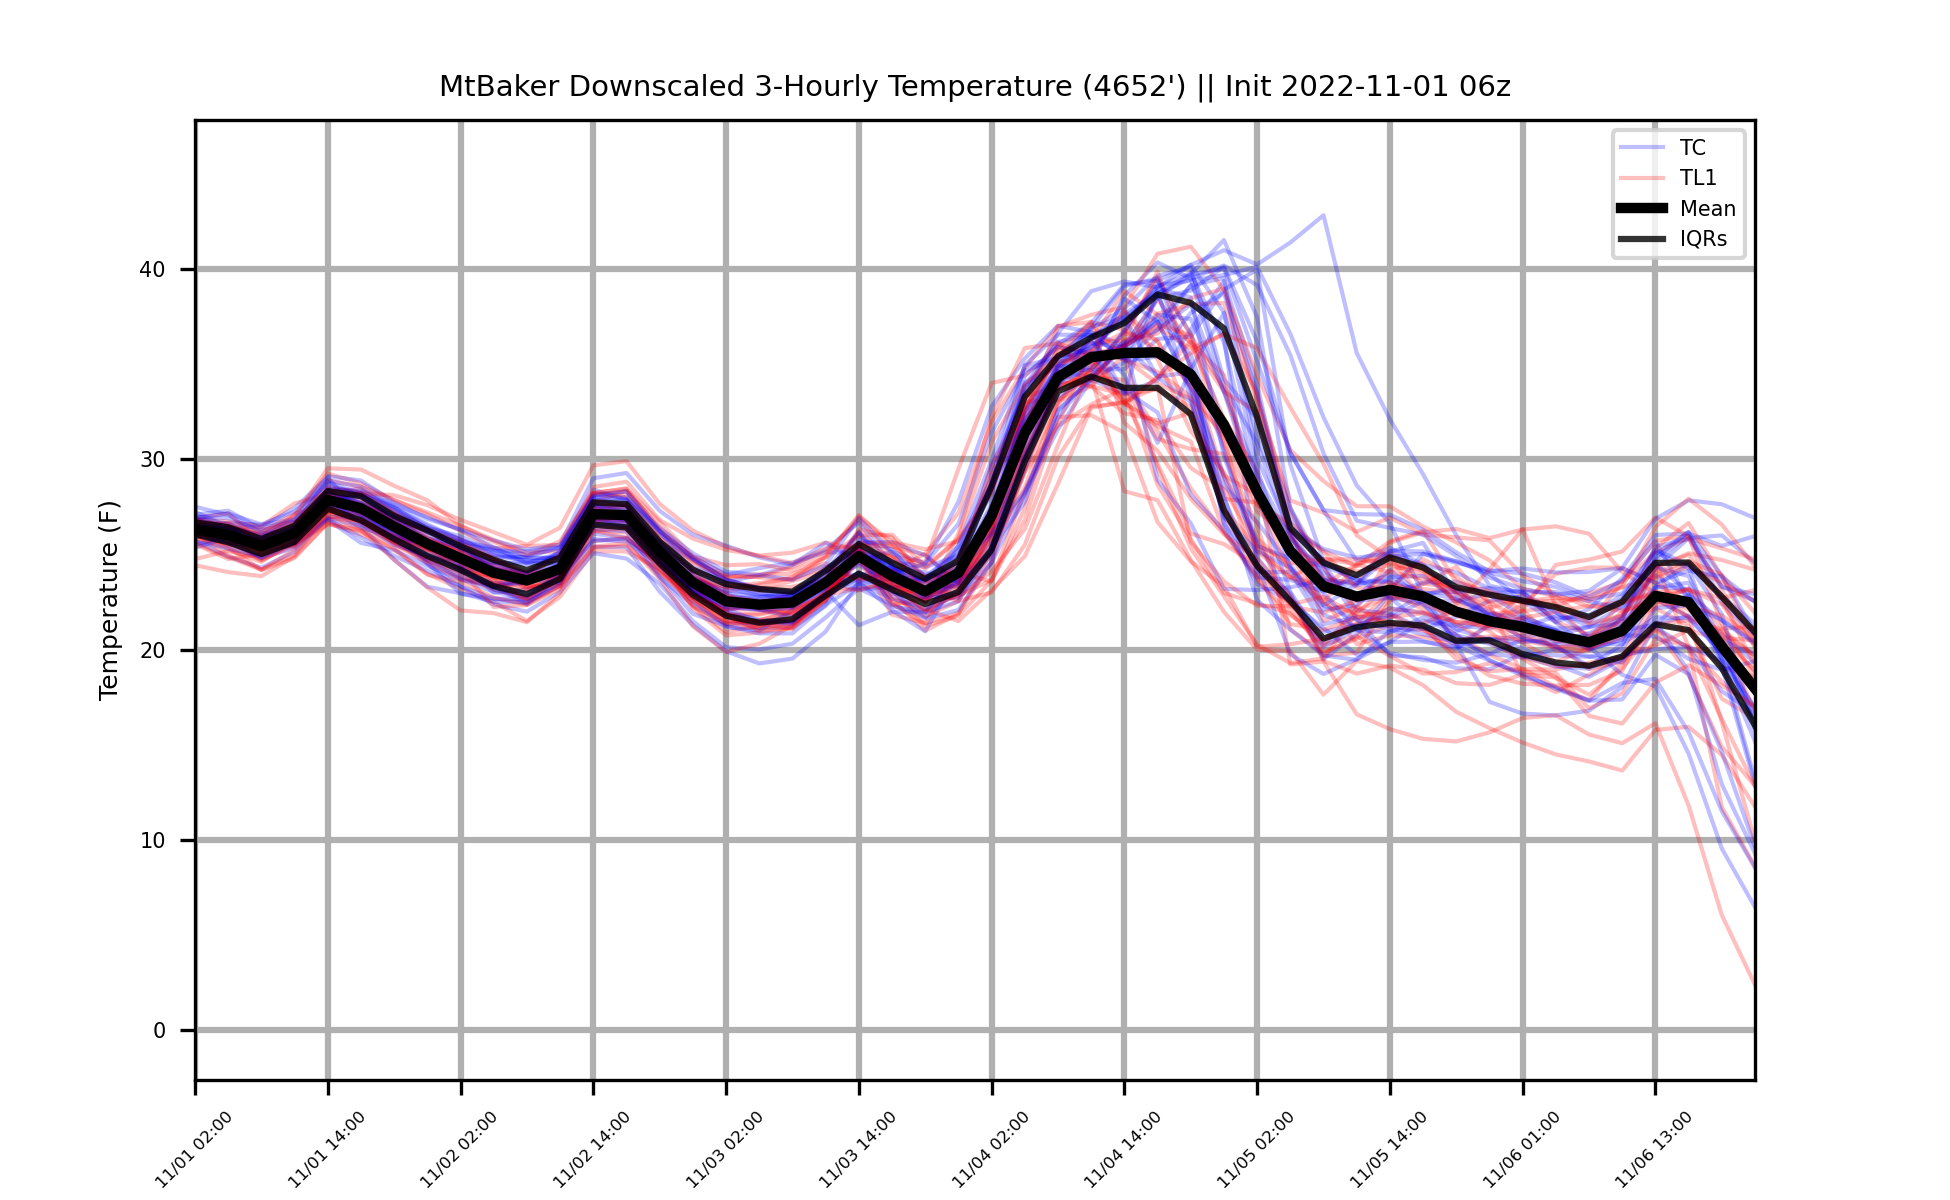 MtBaker Downscaled 3-Hourly Temperature (4652') || Init 2022-11-01 06z
TC
TL1
Mean
IQRs
Temperature (F)
40
30
20
10
0
11/01 02:00
11/01 14:00
11/02 02:00
11/02 14:00
11/03 02:00
11/03 14:00
11/04 02:00
11/04 14:00
11/05 02:00
11/05 14:00
11/06 01:00
11/06 13:00